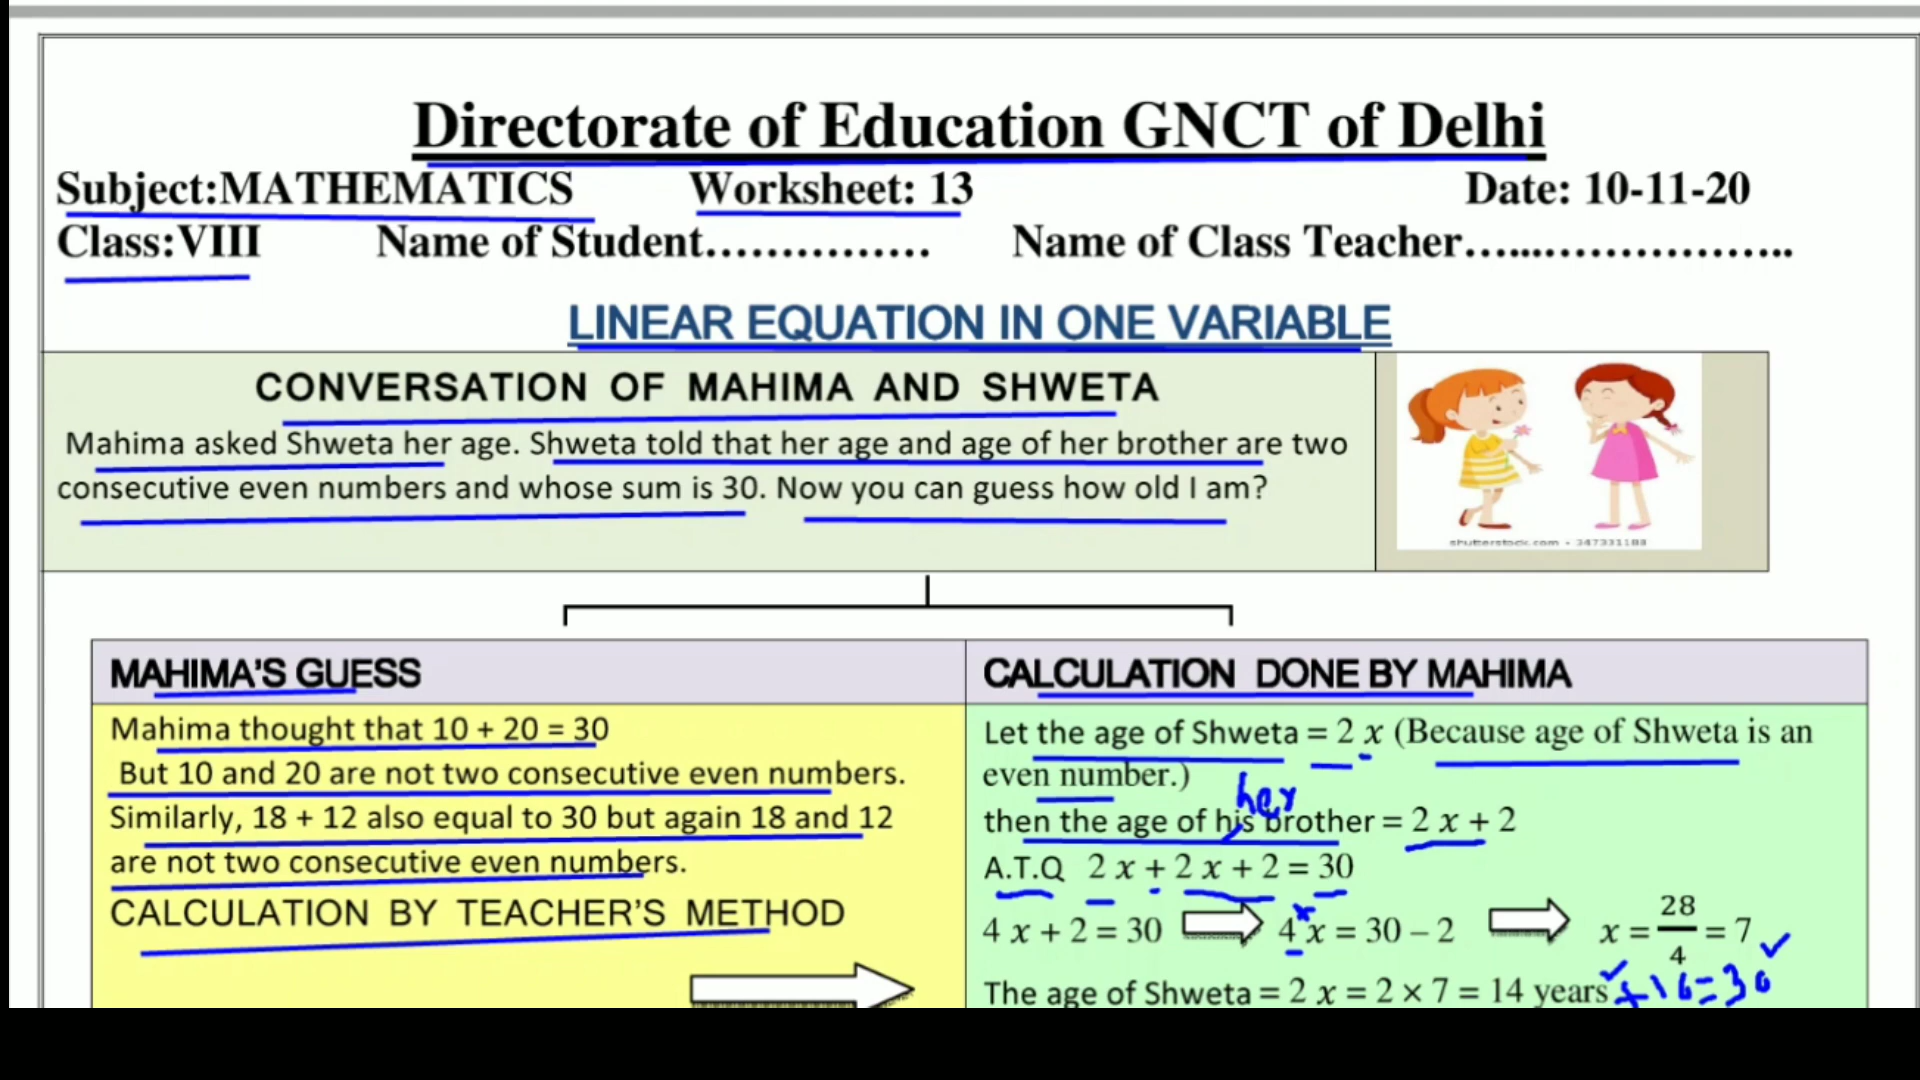 Directorate of Education GNCT of Delhi
Subject:MATHEMATICS Worksheet: 13 Date: 10-11-20
Class:VIII Name of Student…………… Name of Class Teacher…...……………..
LINEAR EQUATION IN ONE VARIABLE
CONVERSATION OF MAHIMA AND SHWETA
Mahima asked Shweta her age. Shweta told that her age and age of her brother are two
consecutive even numbers and whose sum is 30. Now you can guess how old I am?
shutterstock.com • 347331188
MAHIMA'S GUESS
Mahima thought that 10 + 20 = 30
But 10 and 20 are not two consecutive even numbers.
Similarly, 18 + 12 also equal to 30 but again 18 and 12
are not two consecutive even numbers.
CALCULATION BY TEACHER'S METHOD
CALCULATION DONE BY MAHIMA
Let the age of Shweta = 2 x (Because age of Shweta is an
even number.)
her
then the age of his brother = 2 x + 2
A.T.Q 2 x + 2 x + 2 = 30
4 x + 2 = 30 4 x = 30 – 2 x = 28/4 = 7
The age of Shweta = 2 x = 2 × 7 = 14 years + 16 = 30